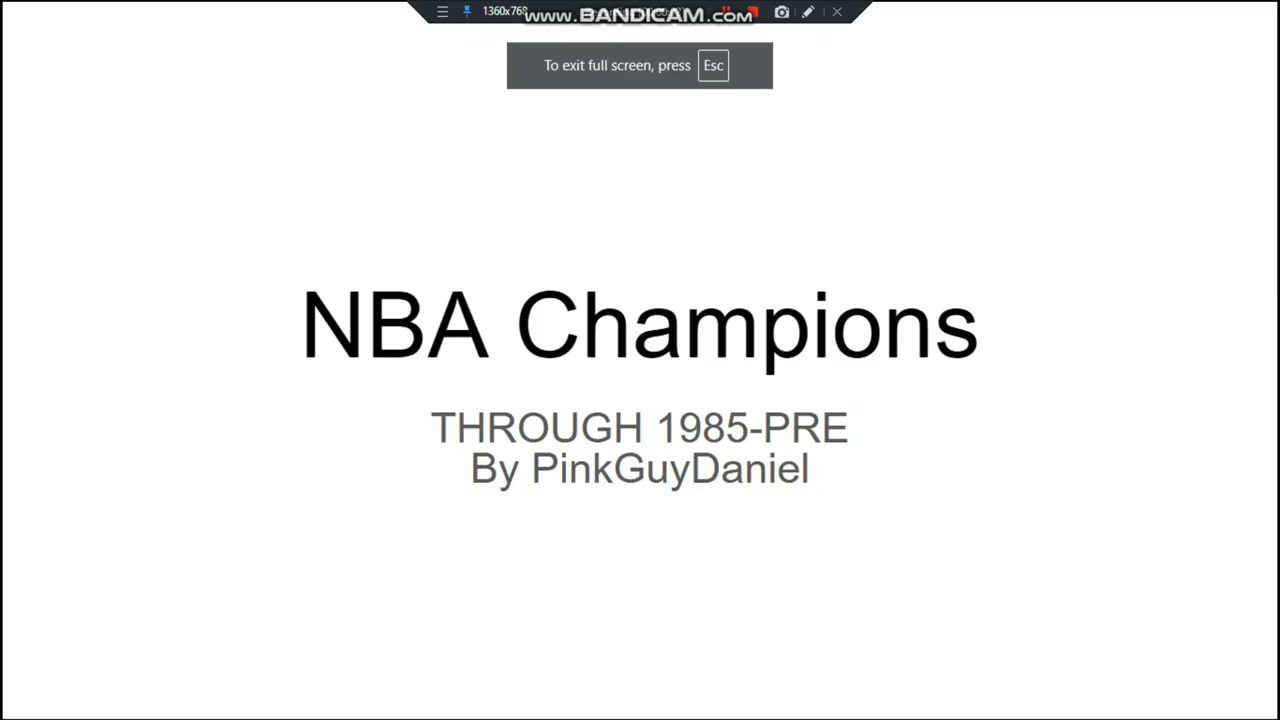 1360x768
www.BANDICAM.com
To exit full screen, press Esc
NBA Champions
THROUGH 1985-PRE
By PinkGuyDaniel